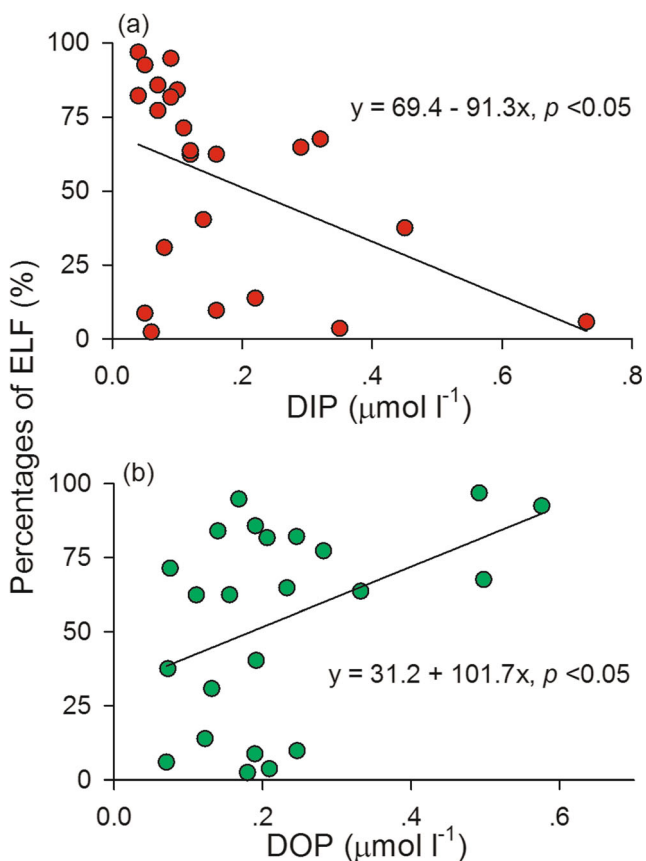 (a)
100
75
50
25
0
y = 69.4 - 91.3x, p <0.05
0.0 .2 .4 .6 .8
DIP (μmol l-1)
Percentages of ELF (%)
(b)
100
75
50
25
0
y = 31.2 + 101.7x, p <0.05
0.0 .2 .4 .6
DOP (μmol l-1)